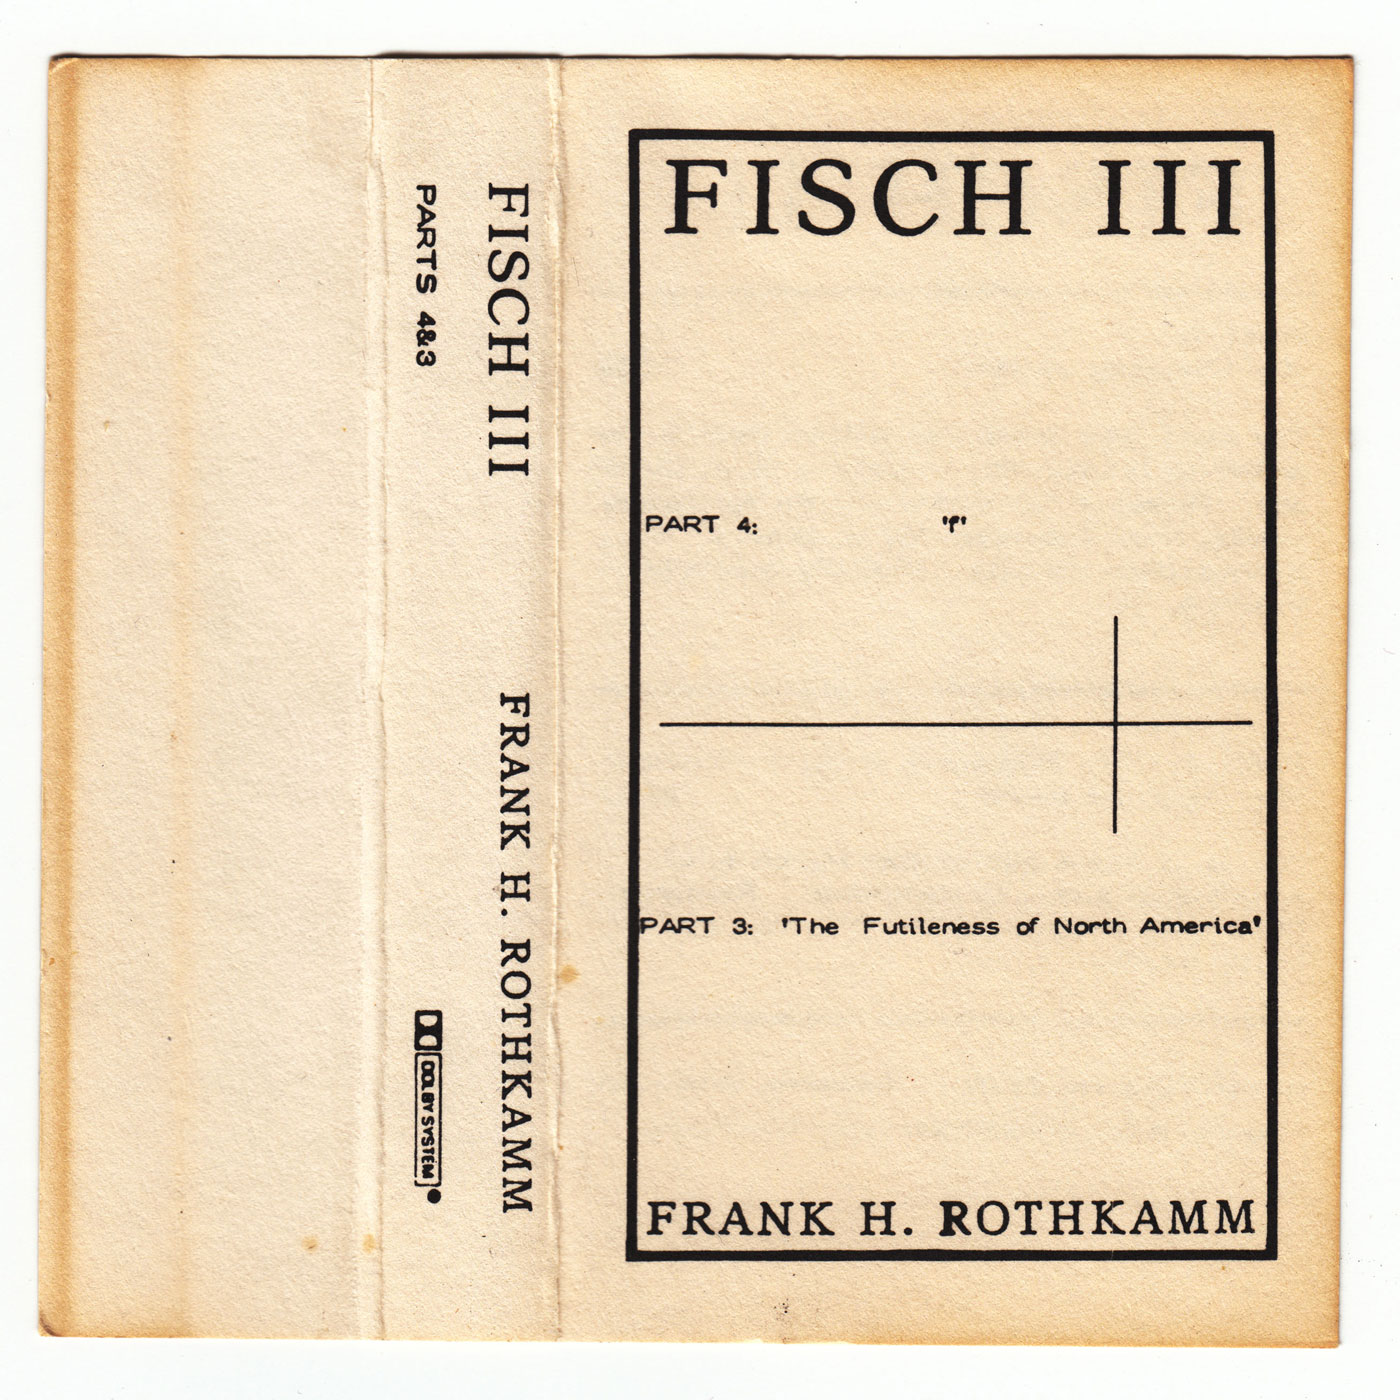 FISCH III
PARTS 4&3
FRANK H. ROTHKAMM
DOLBY SYSTEM
FISCH III
PART 4: 'f'
PART 3: 'The Futileness of North America'
FRANK H. ROTHKAMM